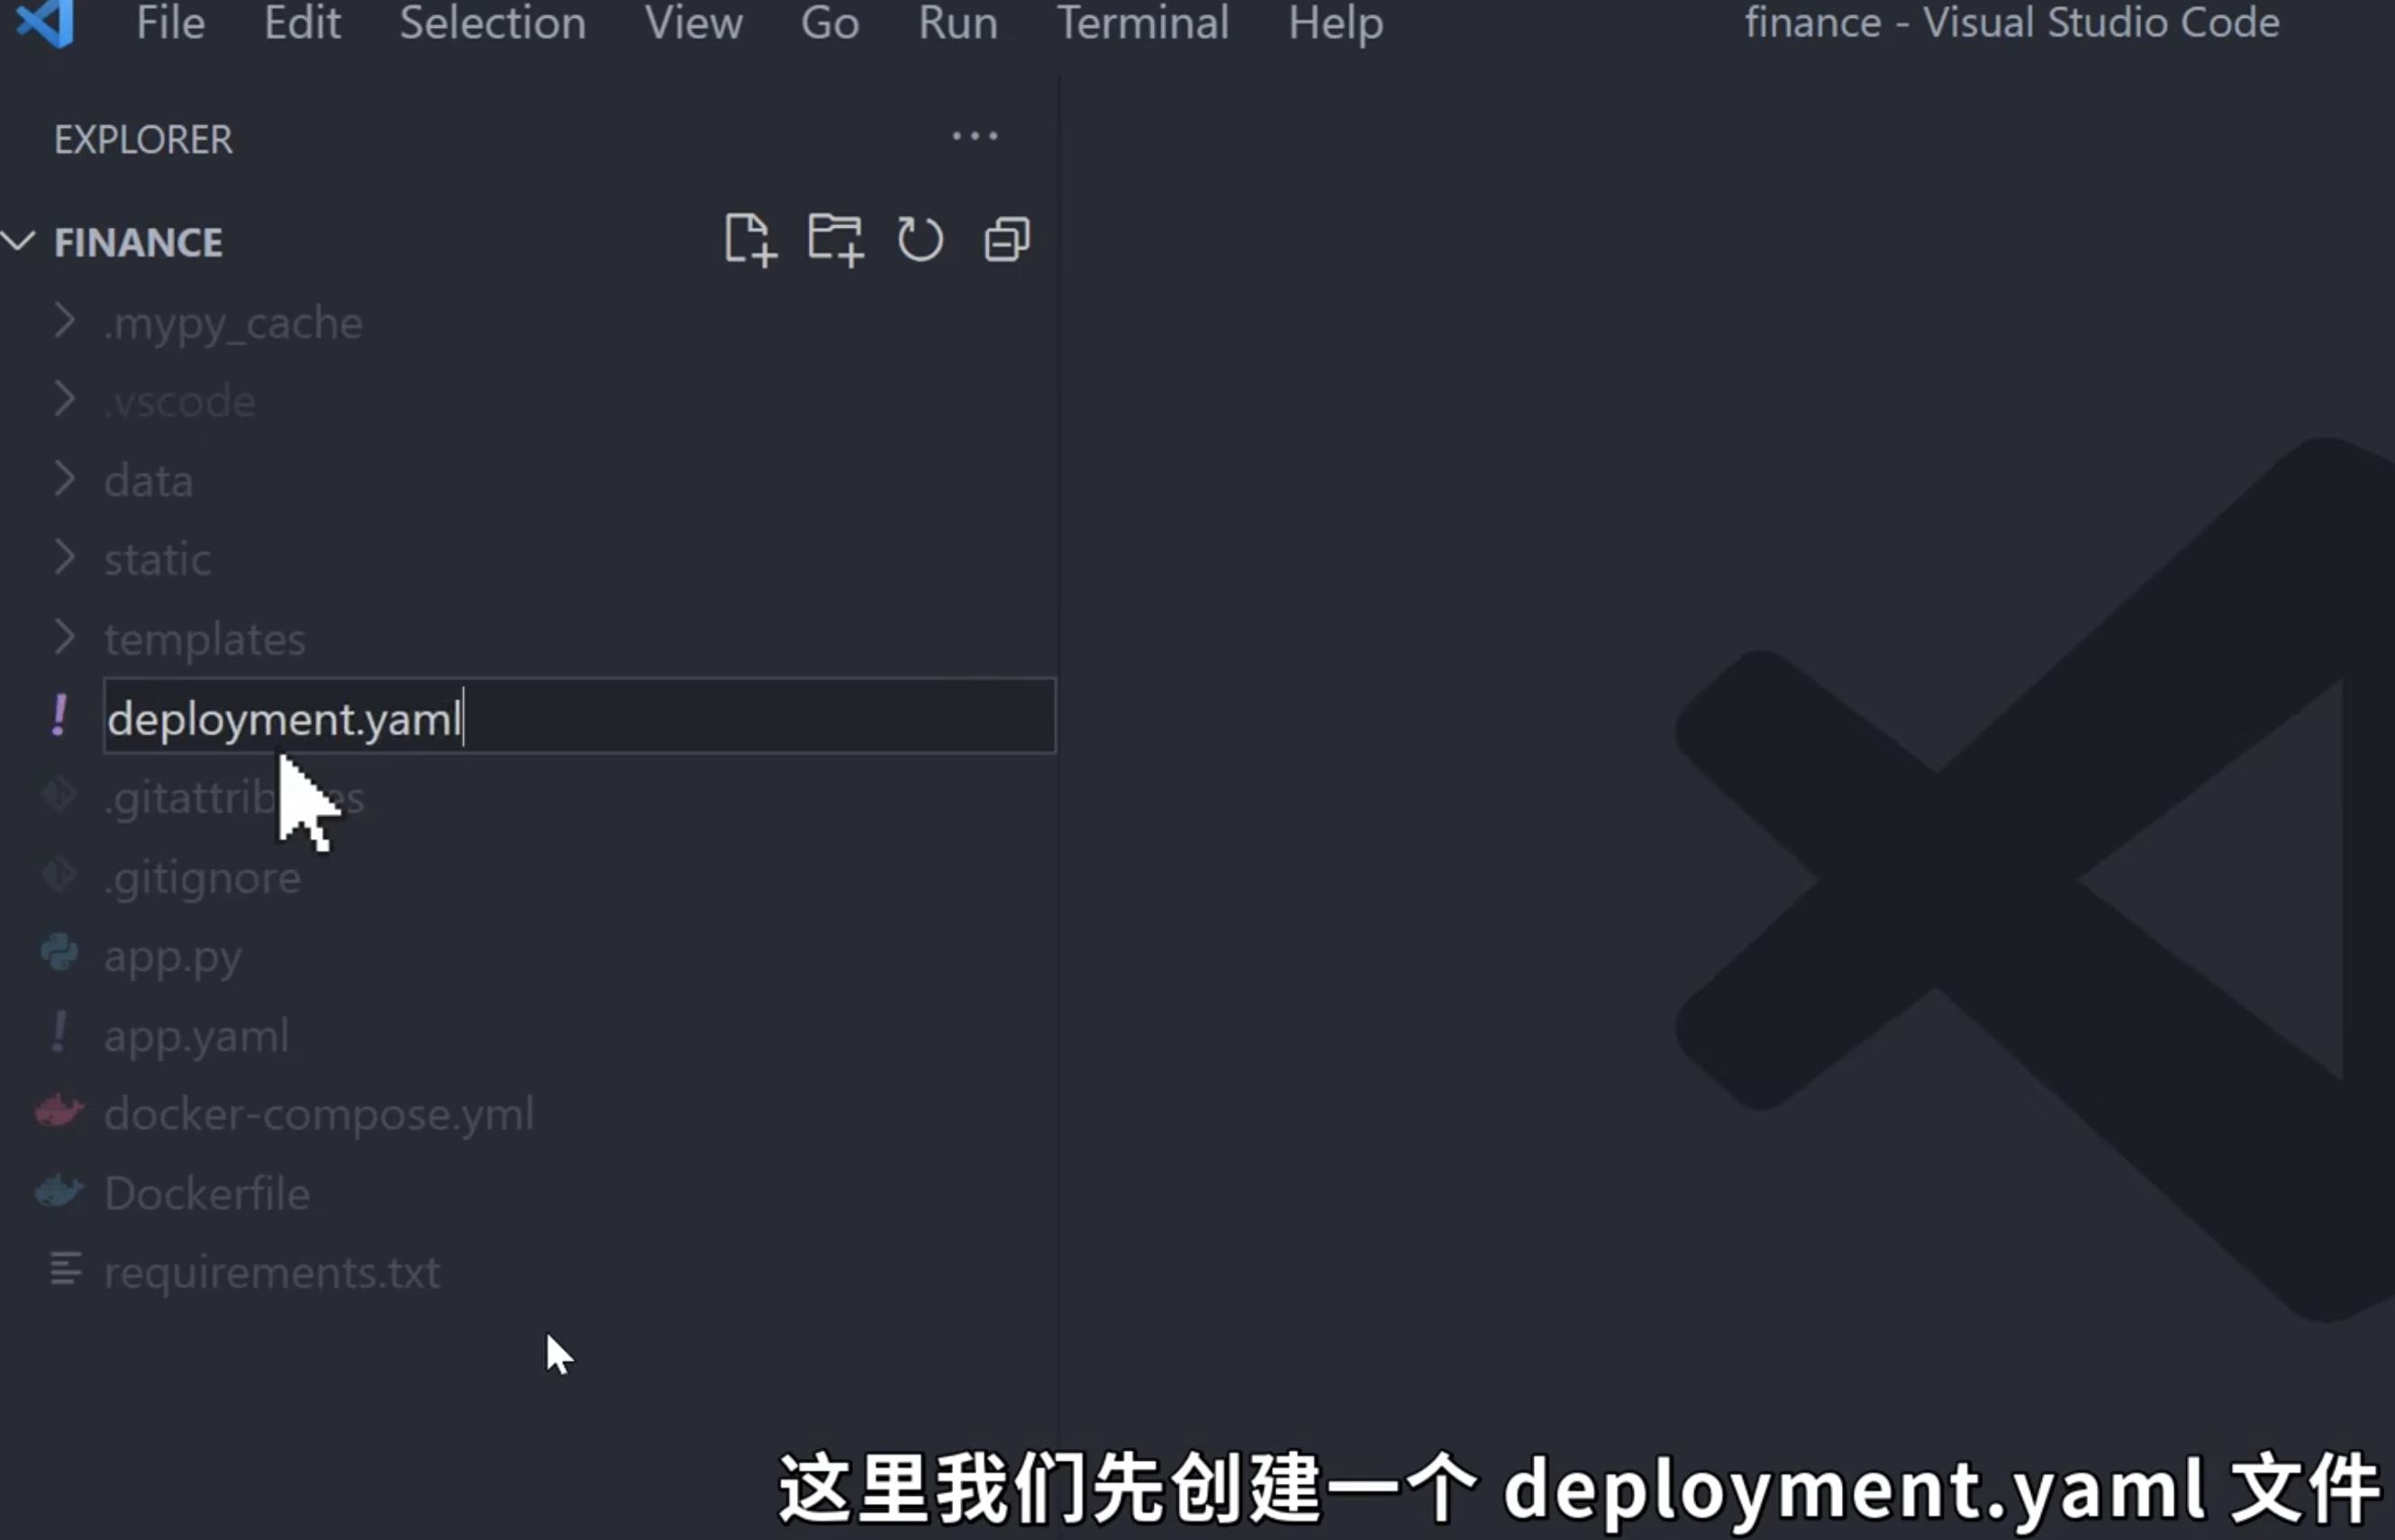 File Edit Selection View Go Run Terminal Help finance - Visual Studio Code
EXPLORER
FINANCE
.mypy_cache
.vscode
data
static
templates
deployment.yaml
.gitattributes
.gitignore
app.py
app.yaml
docker-compose.yml
Dockerfile
requirements.txt
这里我们先创建一个 deployment.yaml 文件